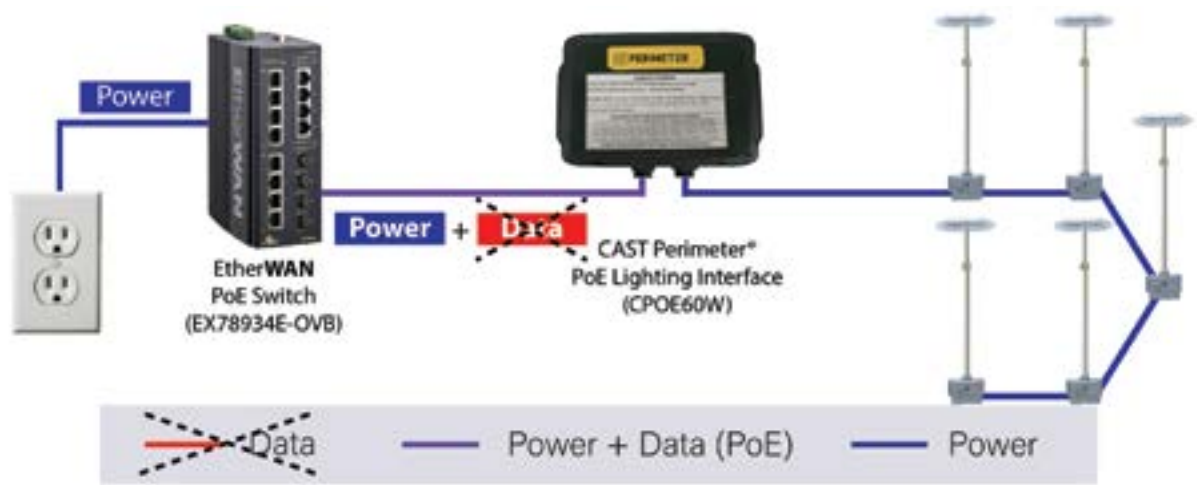 Power
EtherWAN
PERIMETER
Power + Data
EtherWAN
PoE Switch
(EX78934E-OVB)
CAST Perimeter®
PoE Lighting Interface
(CPOE60W)
Data
Power + Data (PoE)
Power